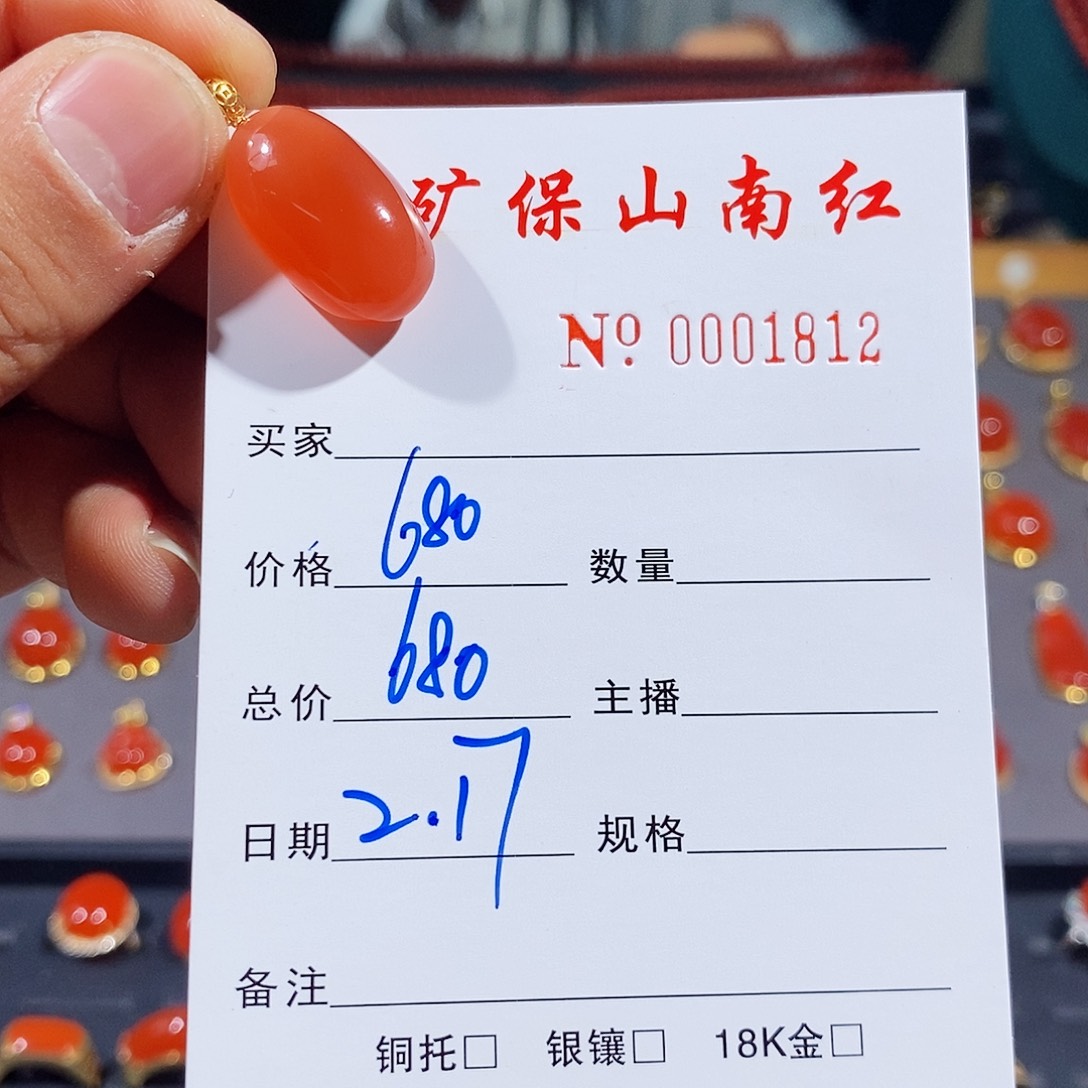 矿保山南红
Nº 0001812
买家
价格 680 数量
总价 680 主播
日期 2.17 规格
备注
铜托□ 银镶□ 18K金□